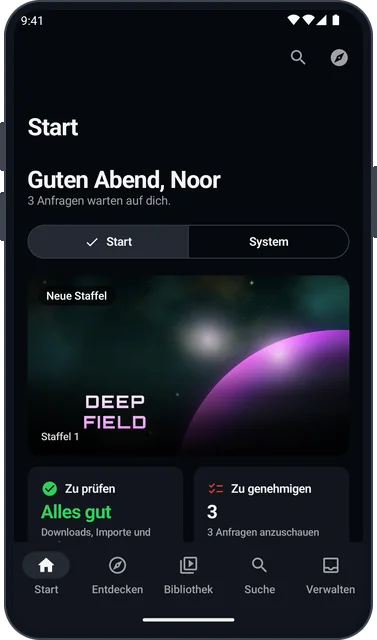 9:41
Start
Guten Abend, Noor
3 Anfragen warten auf dich.
Start
System
Neue Staffel
DEEP
FIELD
Staffel 1
Zu prüfen
Alles gut
Downloads, Importe und
Zu genehmigen
3
3 Anfragen anzuschauen
Start
Entdecken
Bibliothek
Suche
Verwalten